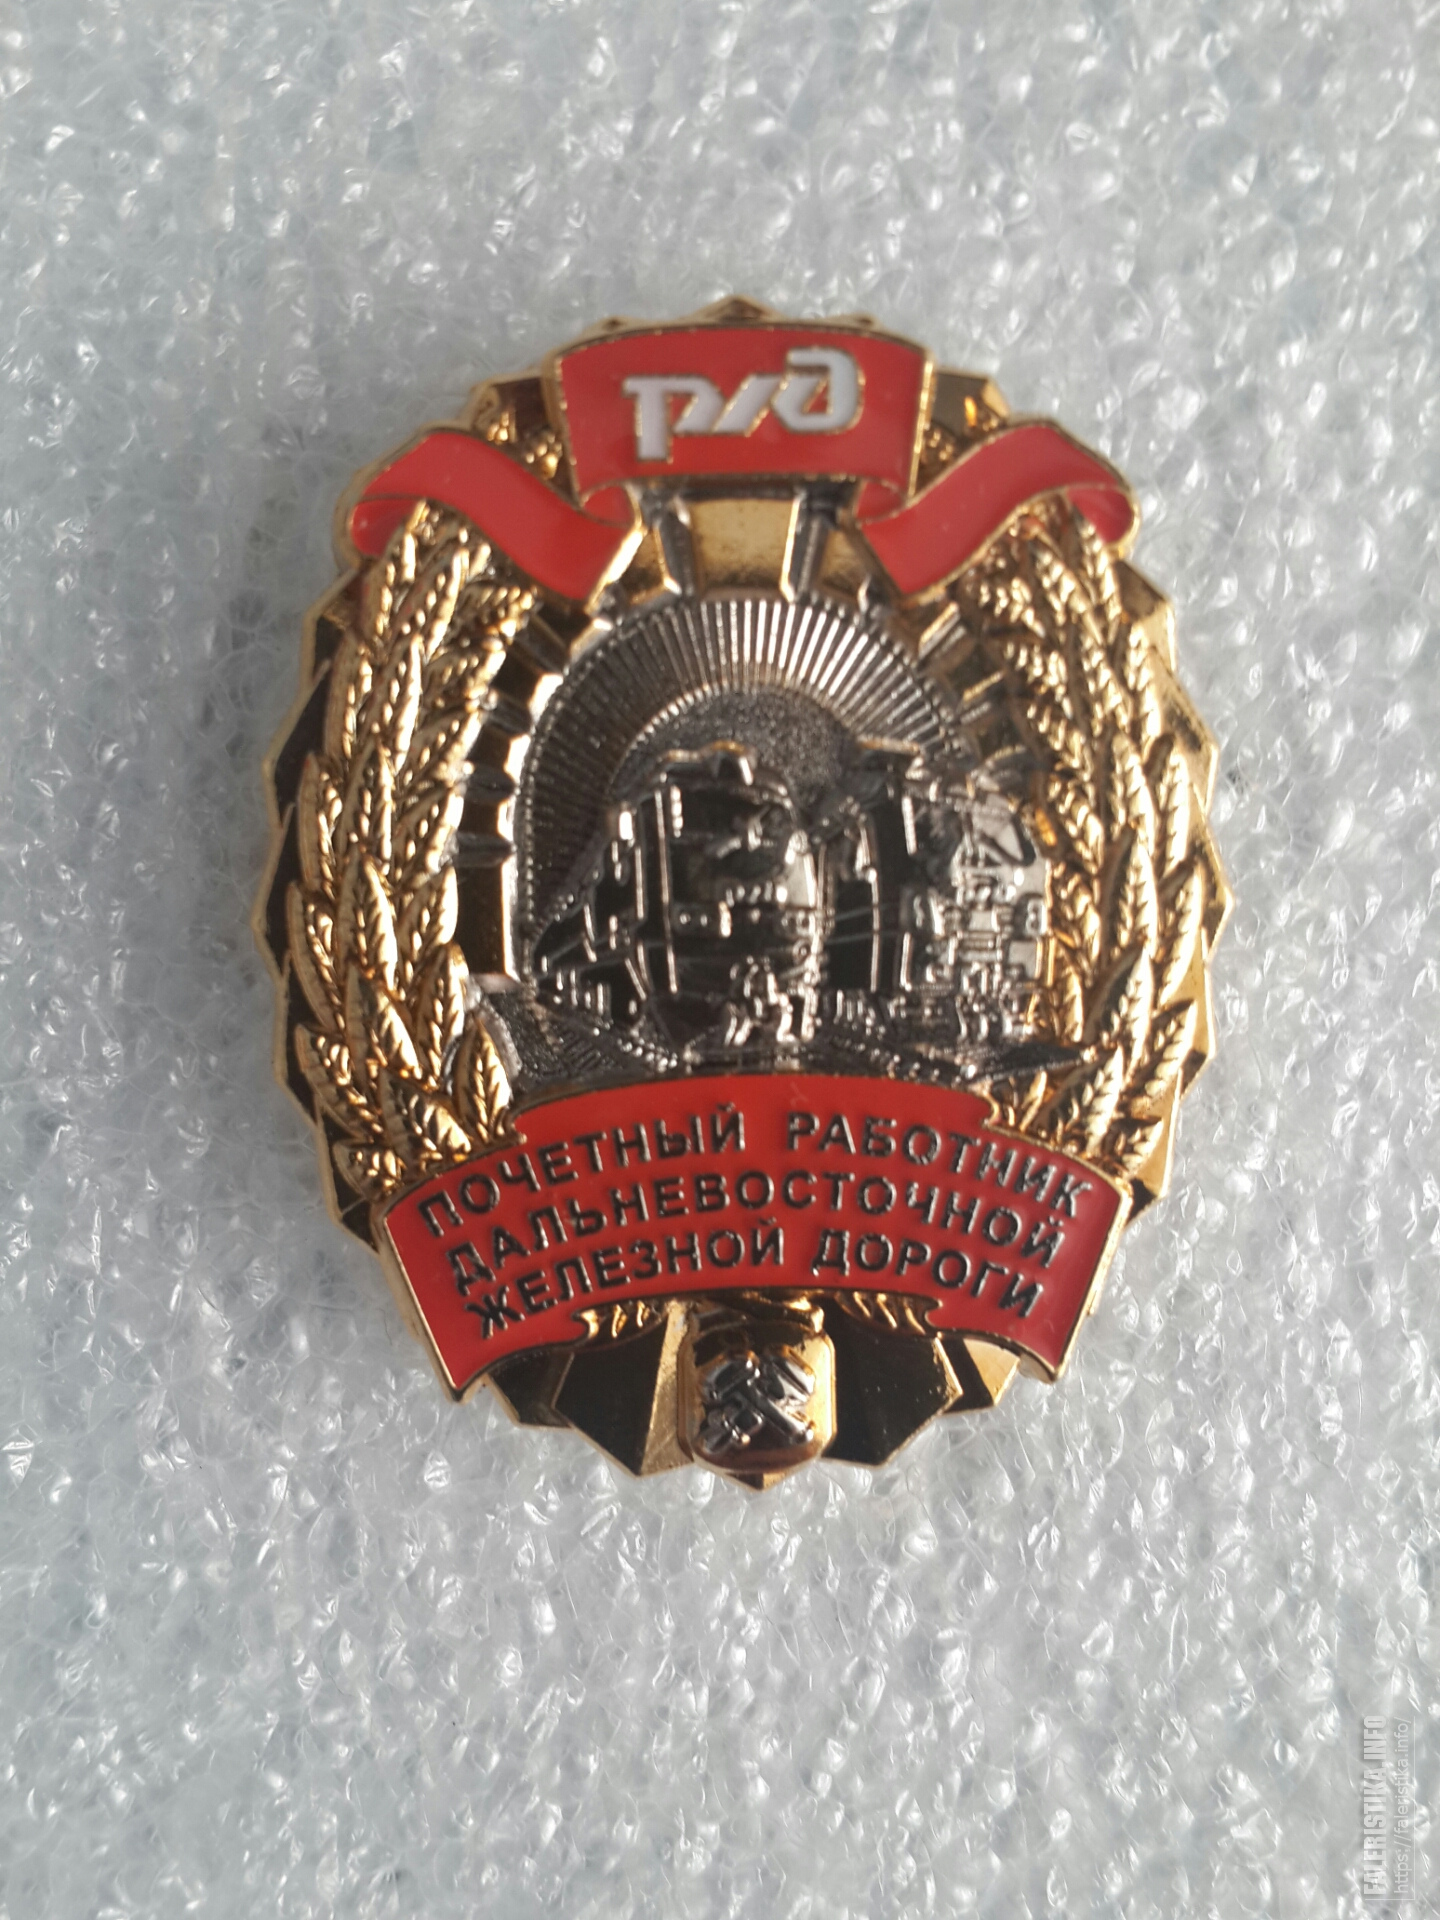 ржд
ПОЧЕТНЫЙ РАБОТНИК
ДАЛЬНЕВОСТОЧНОЙ
ЖЕЛЕЗНОЙ ДОРОГИ
FALERISTIKA.INFO
https://faleristika.info/